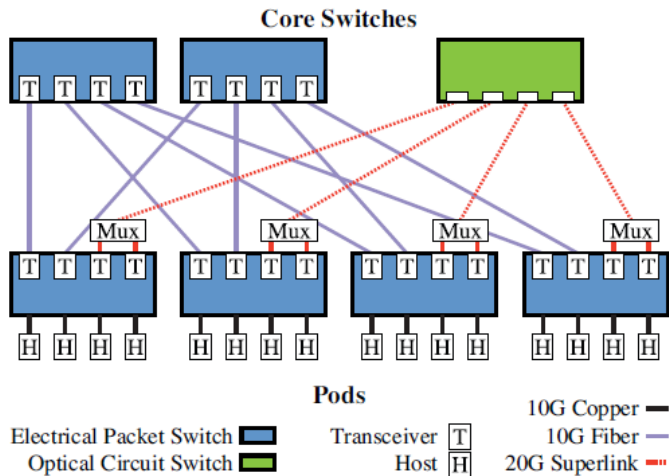 Core Switches
T T T T T T T T
Mux Mux Mux Mux
T T T T T T T T T T T T T T T T
H H H H H H H H H H H H H H H H
Pods
10G Copper
Electrical Packet Switch Transceiver T 10G Fiber
Optical Circuit Switch Host H 20G Superlink